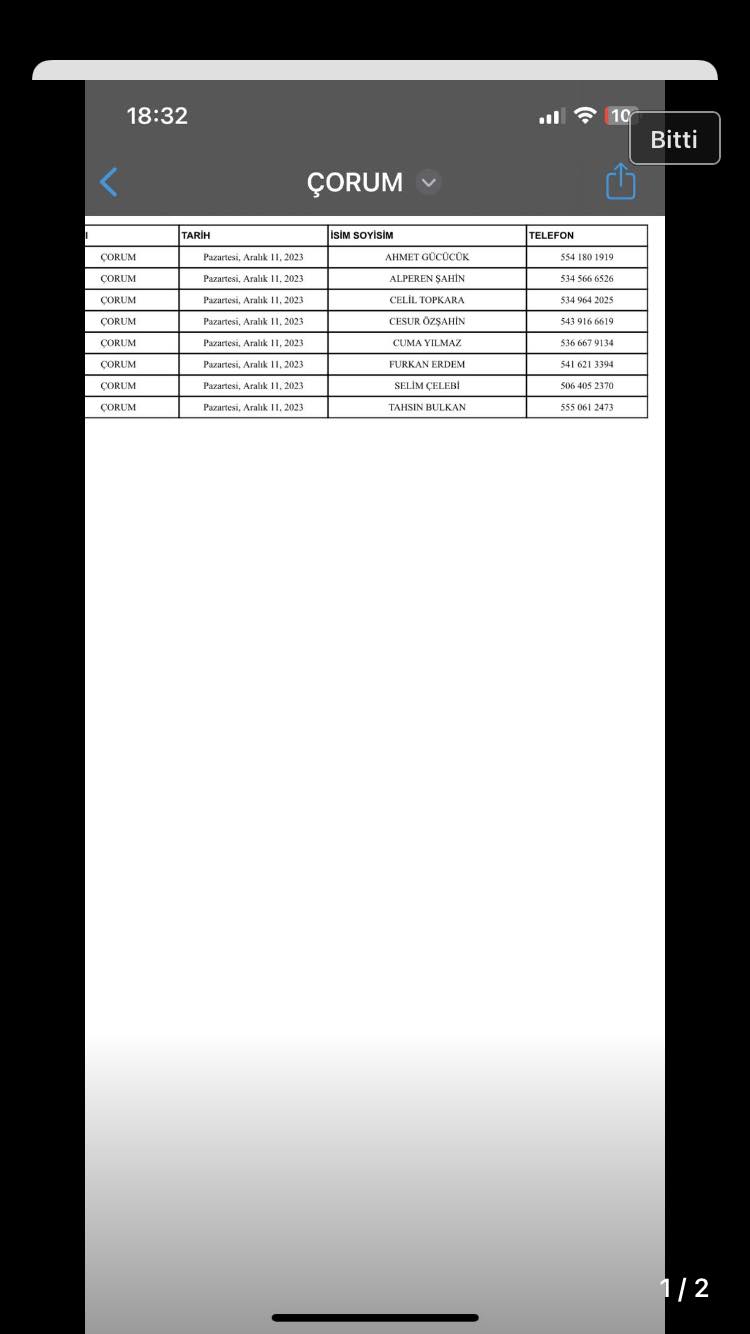 18:32
10
Bitti
ÇORUM
TARİH İSİM SOYİSİM TELEFON
ÇORUM Pazartesi, Aralık 11, 2023 AHMET GÜCÜCÜK 554 180 1919
ÇORUM Pazartesi, Aralık 11, 2023 ALPEREN ŞAHİN 534 566 6526
ÇORUM Pazartesi, Aralık 11, 2023 CELİL TOPKARA 534 964 2025
ÇORUM Pazartesi, Aralık 11, 2023 CESUR ÖZŞAHİN 543 916 6619
ÇORUM Pazartesi, Aralık 11, 2023 CUMA YILMAZ 536 667 9134
ÇORUM Pazartesi, Aralık 11, 2023 FURKAN ERDEM 541 621 3394
ÇORUM Pazartesi, Aralık 11, 2023 SELİM ÇELEBİ 506 405 2370
ÇORUM Pazartesi, Aralık 11, 2023 TAHSIN BULKAN 555 061 2473
1 / 2